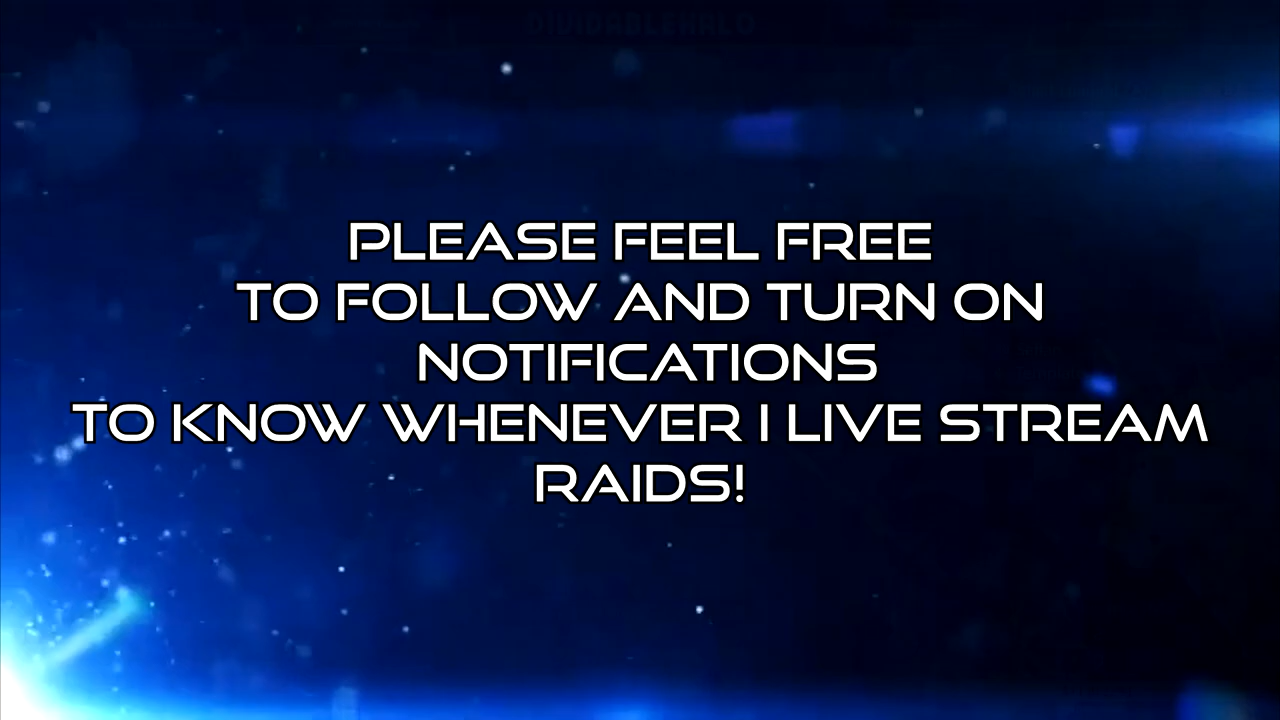 PLEASE FEEL FREE
TO FOLLOW AND TURN ON
NOTIFICATIONS
TO KNOW WHENEVER I LIVE STREAM
RAIDS!